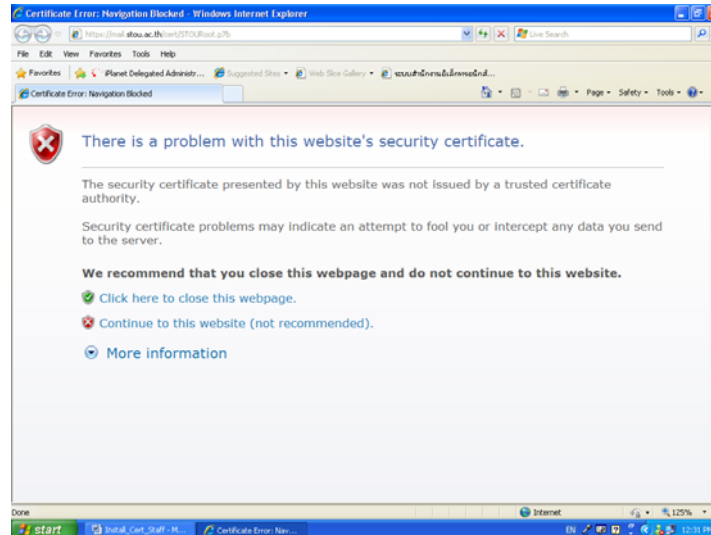 Certificate Error: Navigation Blocked - Windows Internet Explorer
https://mail.stou.ac.th/cert/STOURoot.p7b
Live Search
File Edit View Favorites Tools Help
Favorites iPlanet Delegated Administr... Suggested Sites Web Slice Gallery
Certificate Error: Navigation Blocked
Page Safety Tools
There is a problem with this website's security certificate.
The security certificate presented by this website was not issued by a trusted certificate
authority.
Security certificate problems may indicate an attempt to fool you or intercept any data you send
to the server.
We recommend that you close this webpage and do not continue to this website.
Click here to close this webpage.
Continue to this website (not recommended).
More information
Done Internet 125%
start Install_Cert_Staff - M... Certificate Error: Nav... EN 12:31 PM